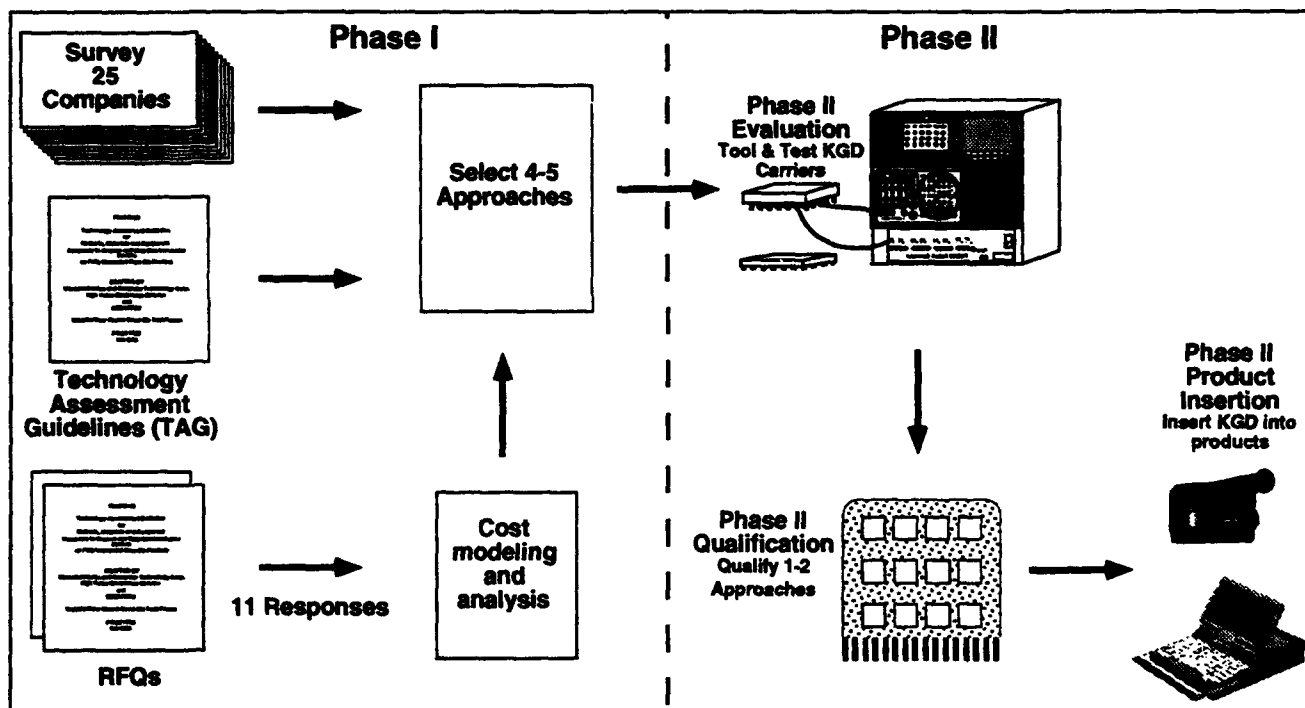 Phase I
Survey
25
Companies
Select 4-5
Approaches
Technology
Assessment
Guidelines (TAG)
11 Responses
RFQs
Cost
modeling
and
analysis
Phase II
Phase II
Evaluation
Tool & Test KGD
Carriers
Phase II
Qualification
Qualify 1-2
Approaches
Phase II
Product
Insertion
Insert KGD into
products